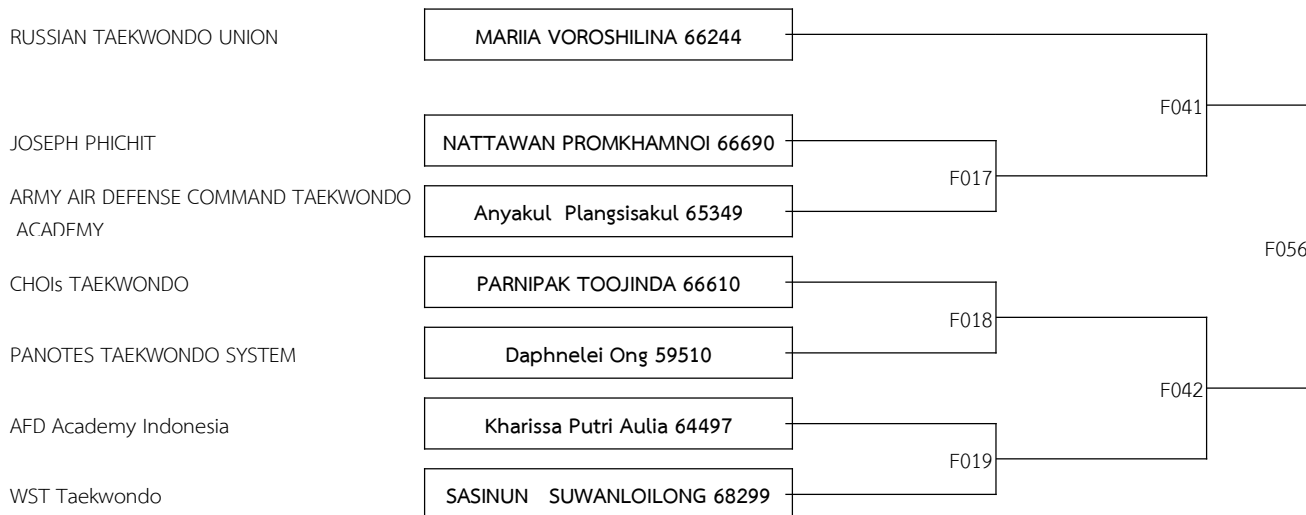 RUSSIAN TAEKWONDO UNION MARIIA VOROSHILINA 66244
F041
JOSEPH PHICHIT NATTAWAN PROMKHAMNOI 66690
F017
ARMY AIR DEFENSE COMMAND TAEKWONDO
ACADEMY
Anyakul Plangsisakul 65349
F056
CHOIs TAEKWONDO PARNIPAK TOOJINDA 66610
F018
PANOTES TAEKWONDO SYSTEM Daphnelei Ong 59510
F042
AFD Academy Indonesia Kharissa Putri Aulia 64497
F019
WST Taekwondo SASINUN SUWANLOILONG 68299